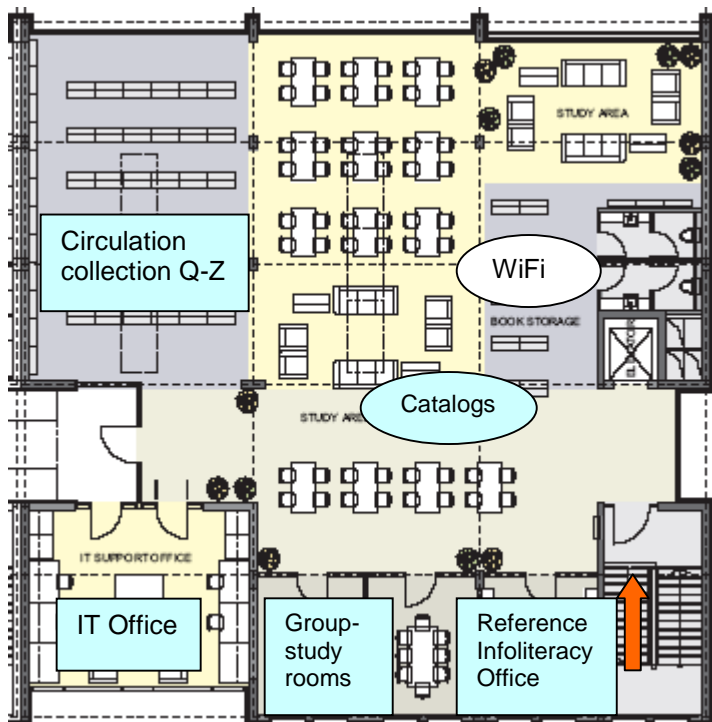 STUDY AREA
Circulation
collection Q-Z
WiFi
BOOK STORAGE
ELEVATOR
Catalogs
STUDY AREA
IT SUPPORT OFFICE
IT Office
Group-
study
rooms
Reference
Infoliteracy
Office